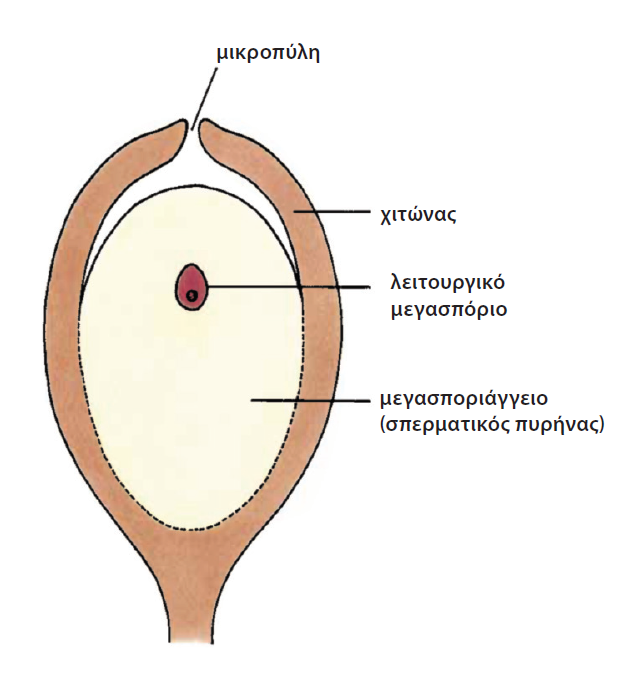 μικροπύλη
χιτώνας
λειτουργικό
μεγασπόριο
μεγασποριάγγειο
(σπερματικός πυρήνας)